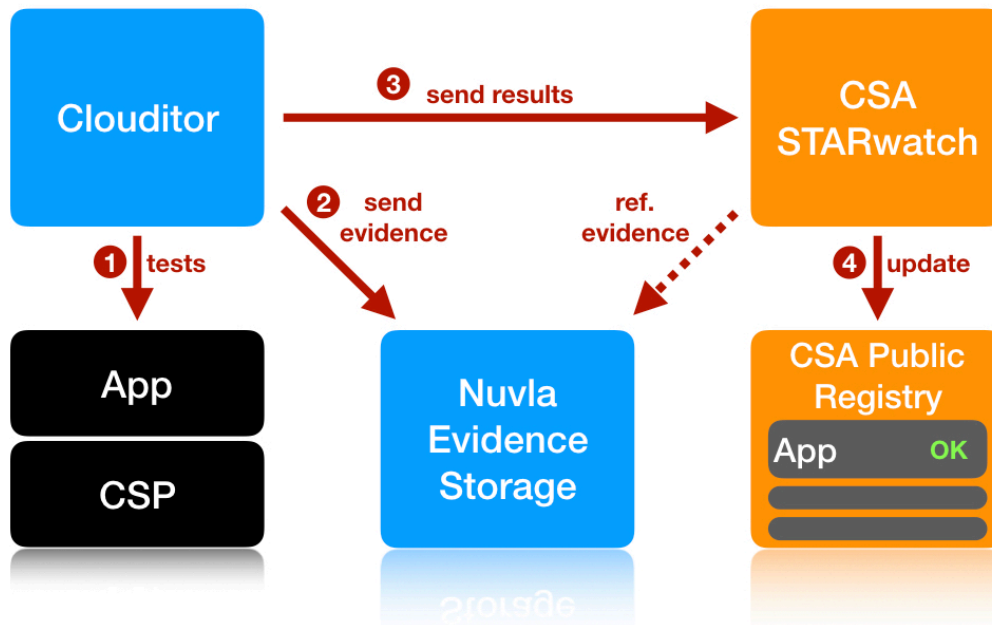 Clouditor
3 send results
CSA
STARwatch
2 send
evidence
ref.
evidence
1 tests
4 update
App
CSP
Nuvla
Evidence
Storage
CSA Public
Registry
App OK